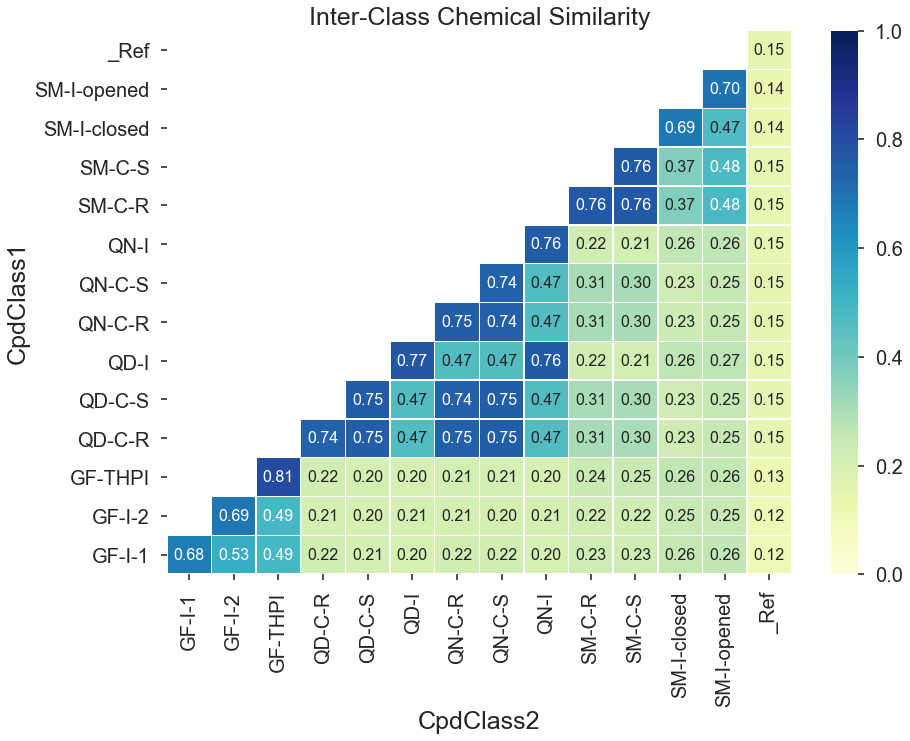 Inter-Class Chemical Similarity
CpdClass1
_Ref 0.15
SM-I-opened 0.70 0.14
SM-I-closed 0.69 0.47 0.14
SM-C-S 0.76 0.37 0.48 0.15
SM-C-R 0.76 0.76 0.37 0.48 0.15
QN-I 0.76 0.22 0.21 0.26 0.26 0.15
QN-C-S 0.74 0.47 0.31 0.30 0.23 0.25 0.15
QN-C-R 0.75 0.74 0.47 0.31 0.30 0.23 0.25 0.15
QD-I 0.77 0.47 0.47 0.76 0.22 0.21 0.26 0.27 0.15
QD-C-S 0.75 0.47 0.74 0.75 0.47 0.31 0.30 0.23 0.25 0.15
QD-C-R 0.74 0.75 0.47 0.75 0.75 0.47 0.31 0.30 0.23 0.25 0.15
GF-THPI 0.81 0.22 0.20 0.20 0.21 0.21 0.20 0.24 0.25 0.26 0.26 0.13
GF-I-2 0.69 0.49 0.21 0.20 0.21 0.21 0.20 0.21 0.22 0.22 0.25 0.25 0.12
GF-I-1 0.68 0.53 0.49 0.22 0.21 0.20 0.22 0.22 0.20 0.23 0.23 0.26 0.26 0.12
GF-I-1 GF-I-2 GF-THPI QD-C-R QD-C-S QD-I QN-C-R QN-C-S QN-I SM-C-R SM-C-S SM-I-closed SM-I-opened _Ref
CpdClass2
1.0
0.8
0.6
0.4
0.2
0.0